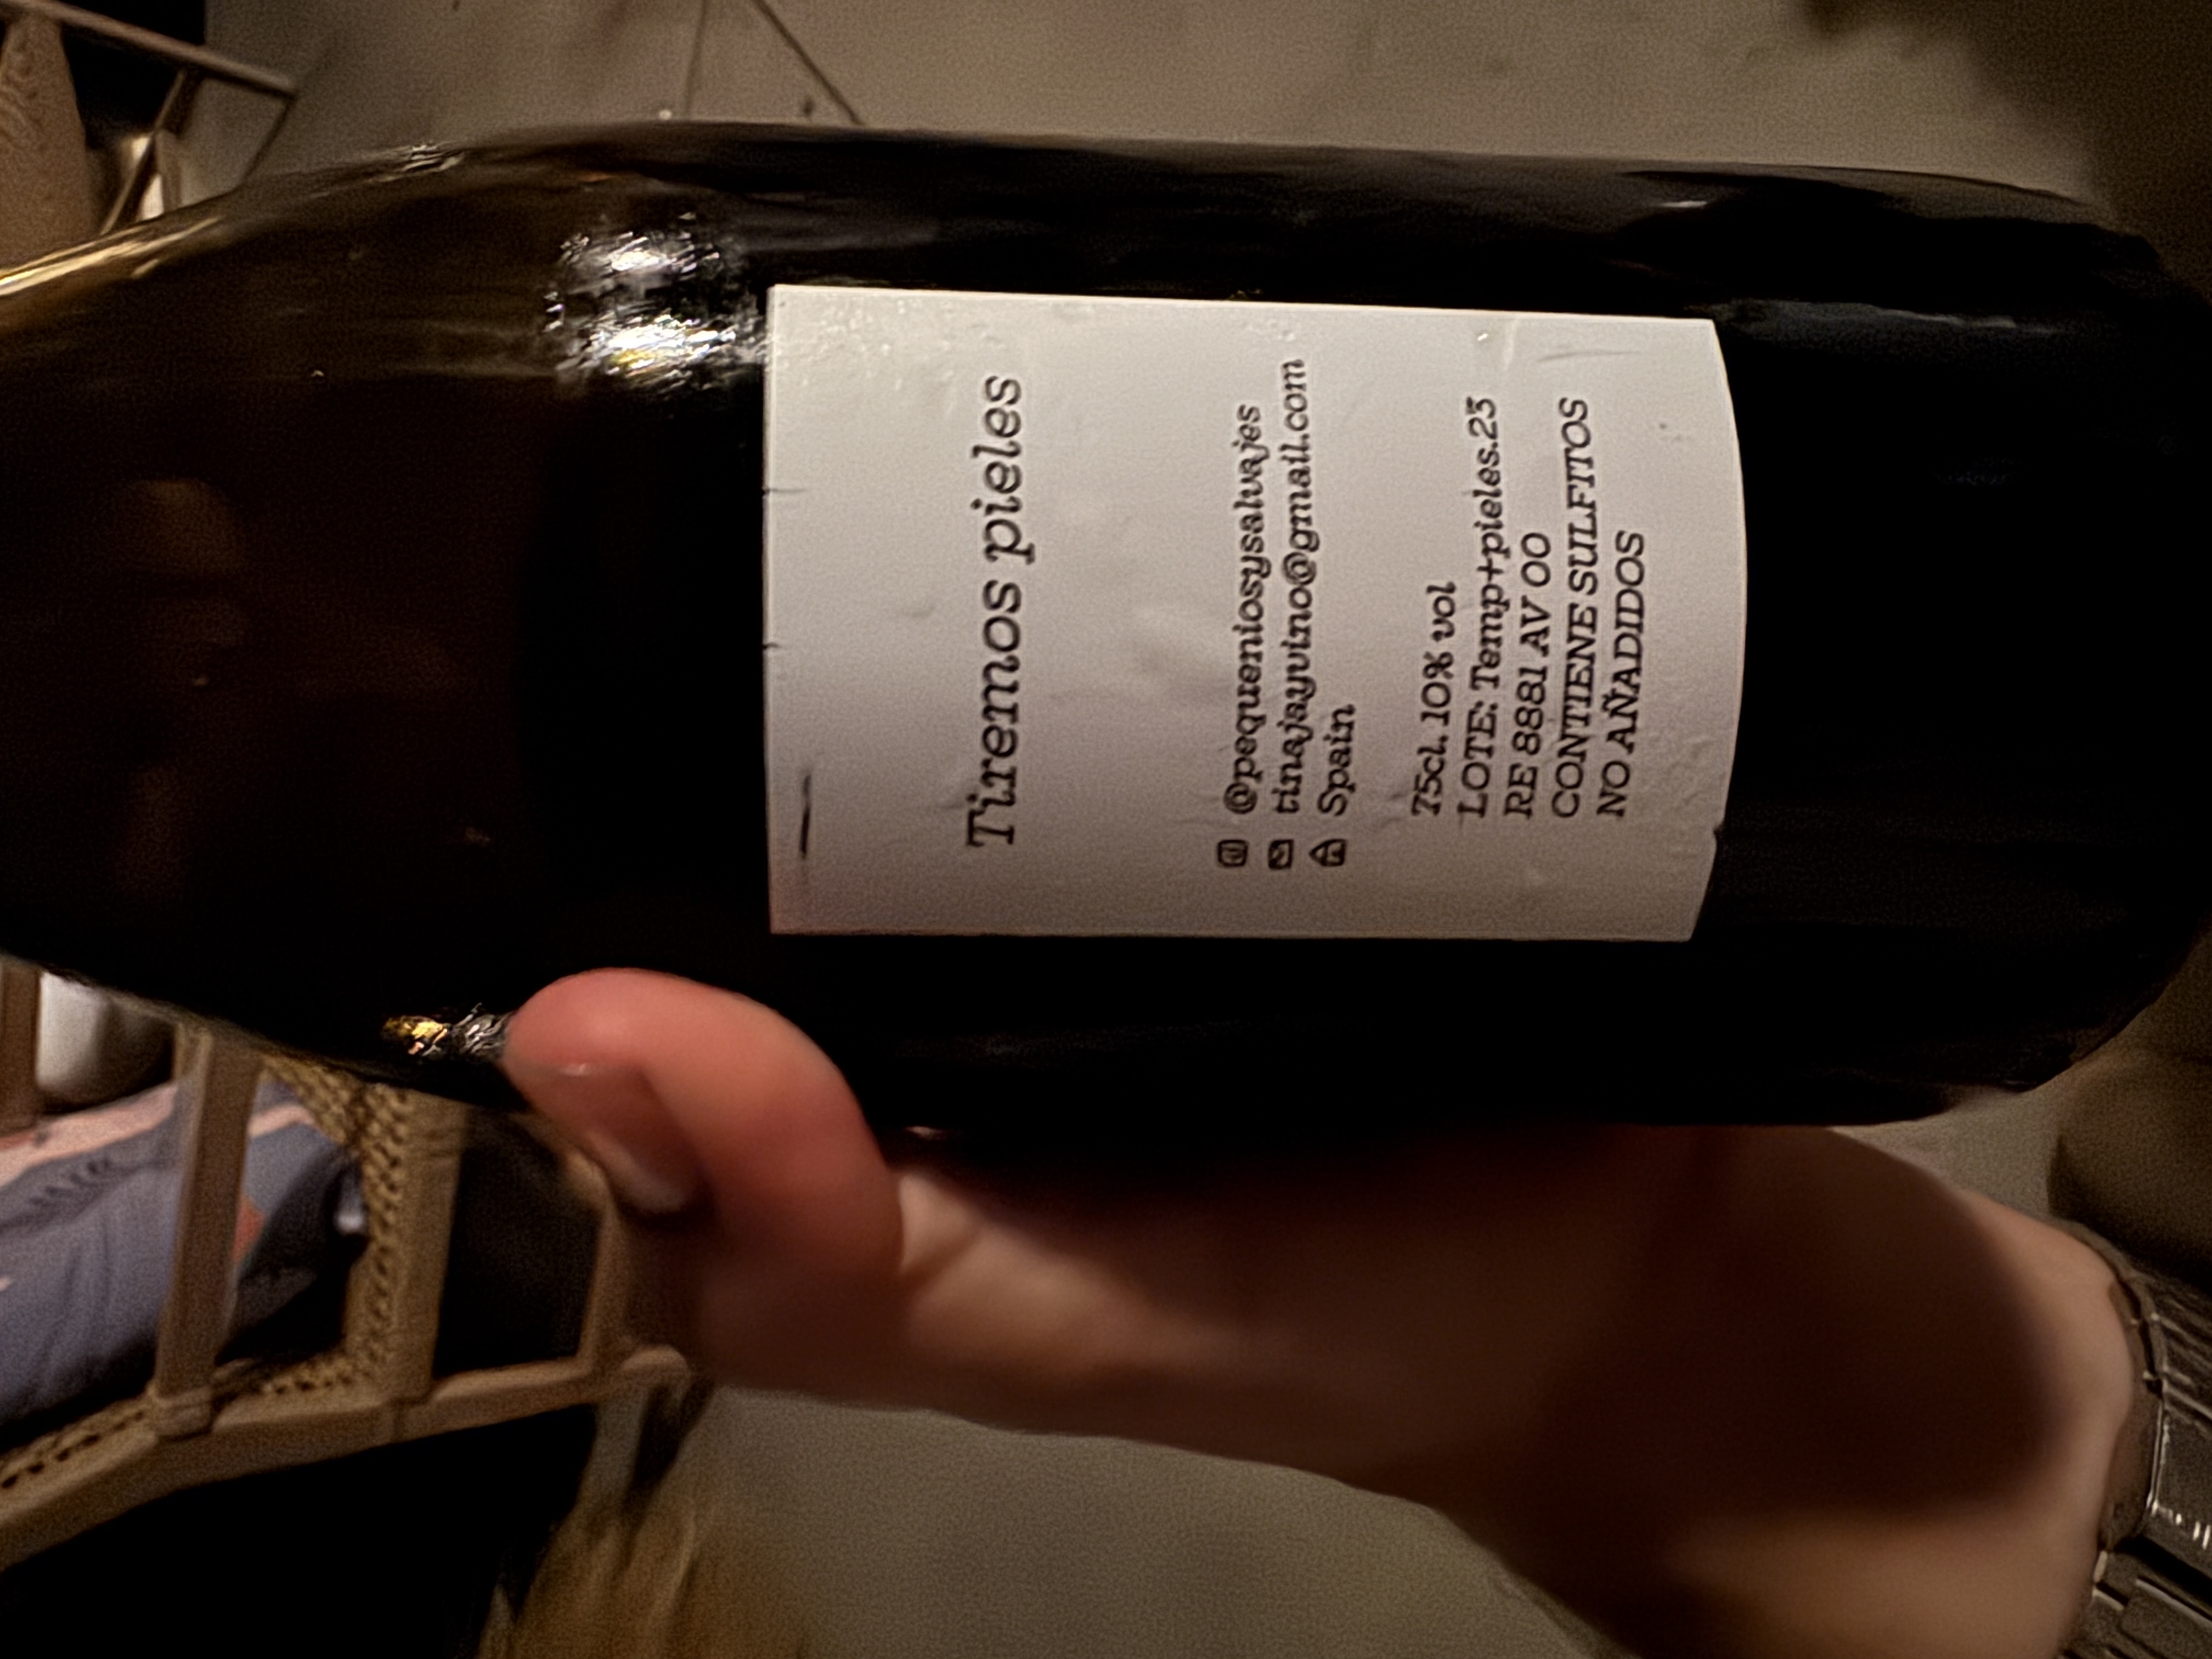 Tiremos pieles
@pequeniosysalvajes
tinajayvino@gmail.com
Spain
75cl. 10% vol
LOTE: Temp+pieles.23
RE 8881 AV 00
CONTIENE SULFITOS
NO AÑADIDOS